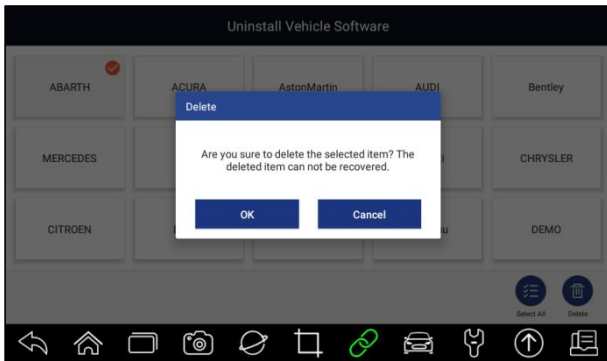 Uninstall Vehicle Software
ABARTH
ACURA
AstonMartin
AUDI
Bentley
Delete
Are you sure to delete the selected item? The
deleted item can not be recovered.
OK
Cancel
MERCEDES
CHRYSLER
CITROEN
DEMO
Select All
Delete